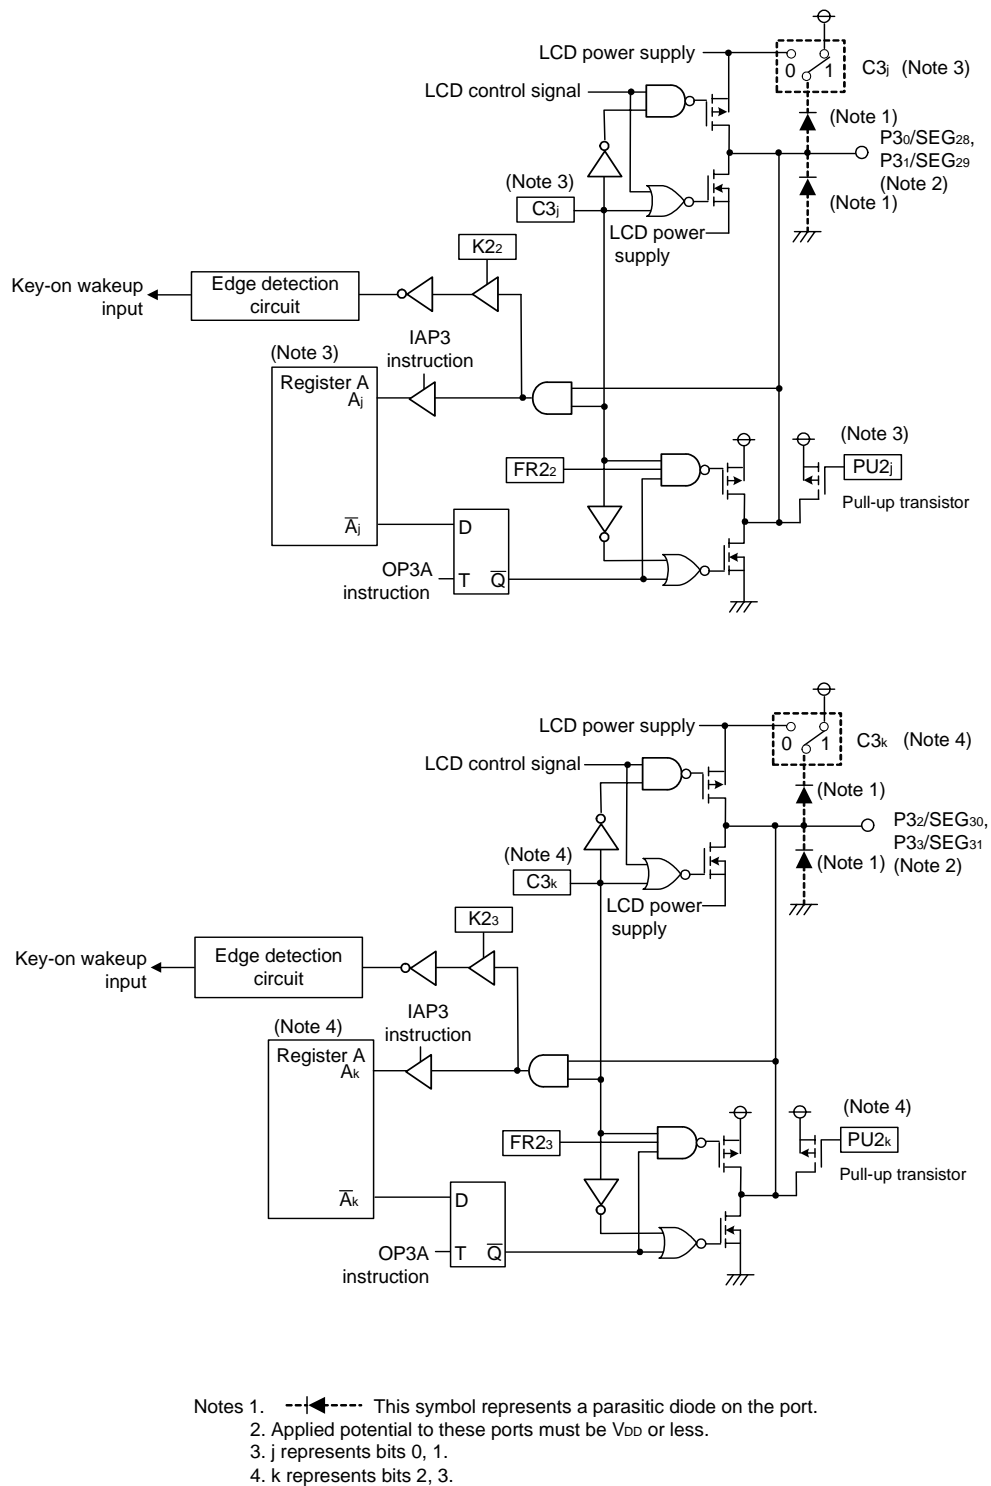 LCD power supply
0 1 C3j (Note 3)
LCD control signal
(Note 1)
P30/SEG28,
P31/SEG29
(Note 2)
(Note 1)
(Note 3)
C3j
LCD power
supply
K22
Key-on wakeup
input
Edge detection
circuit
IAP3
instruction
(Note 3)
Register A
Aj
(Note 3)
FR22
PU2j
Pull-up transistor
A̅j
D
OP3A
instruction
T Q̅
LCD power supply
0 1 C3k (Note 4)
LCD control signal
(Note 1)
P32/SEG30,
P33/SEG31
(Note 2)
(Note 1)
(Note 4)
C3k
LCD power
supply
K23
Key-on wakeup
input
Edge detection
circuit
IAP3
instruction
(Note 4)
Register A
Ak
(Note 4)
FR23
PU2k
Pull-up transistor
A̅k
D
OP3A
instruction
T Q̅
Notes 1. This symbol represents a parasitic diode on the port.
2. Applied potential to these ports must be VDD or less.
3. j represents bits 0, 1.
4. k represents bits 2, 3.